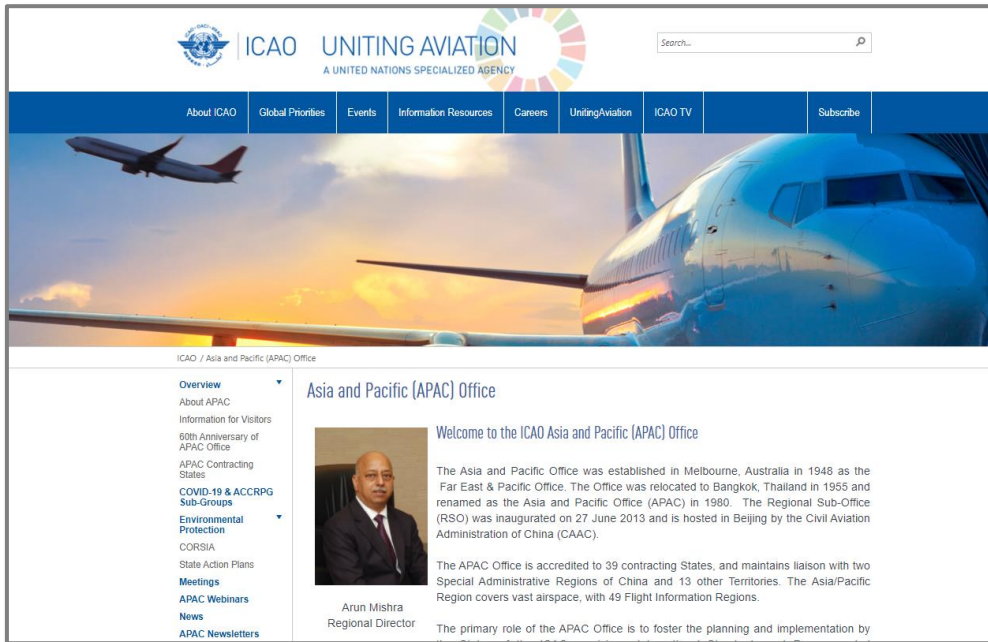 ICAO
UNITING AVIATION
A UNITED NATIONS SPECIALIZED AGENCY
Search...
About ICAO
Global Priorities
Events
Information Resources
Careers
UnitingAviation
ICAO TV
Subscribe
ICAO / Asia and Pacific (APAC) Office
Overview
About APAC
Information for Visitors
60th Anniversary of
APAC Office
APAC Contracting
States
COVID-19 & ACCRPG
Sub-Groups
Environmental
Protection
CORSIA
State Action Plans
Meetings
APAC Webinars
News
APAC Newsletters
Asia and Pacific (APAC) Office
Arun Mishra
Regional Director
Welcome to the ICAO Asia and Pacific (APAC) Office
The Asia and Pacific Office was established in Melbourne, Australia in 1948 as the
Far East & Pacific Office. The Office was relocated to Bangkok, Thailand in 1955 and
renamed as the Asia and Pacific Office (APAC) in 1980. The Regional Sub-Office
(RSO) was inaugurated on 27 June 2013 and is hosted in Beijing by the Civil Aviation
Administration of China (CAAC).
The APAC Office is accredited to 39 contracting States, and maintains liaison with two
Special Administrative Regions of China and 13 other Territories. The Asia/Pacific
Region covers vast airspace, with 49 Flight Information Regions.
The primary role of the APAC Office is to foster the planning and implementation by